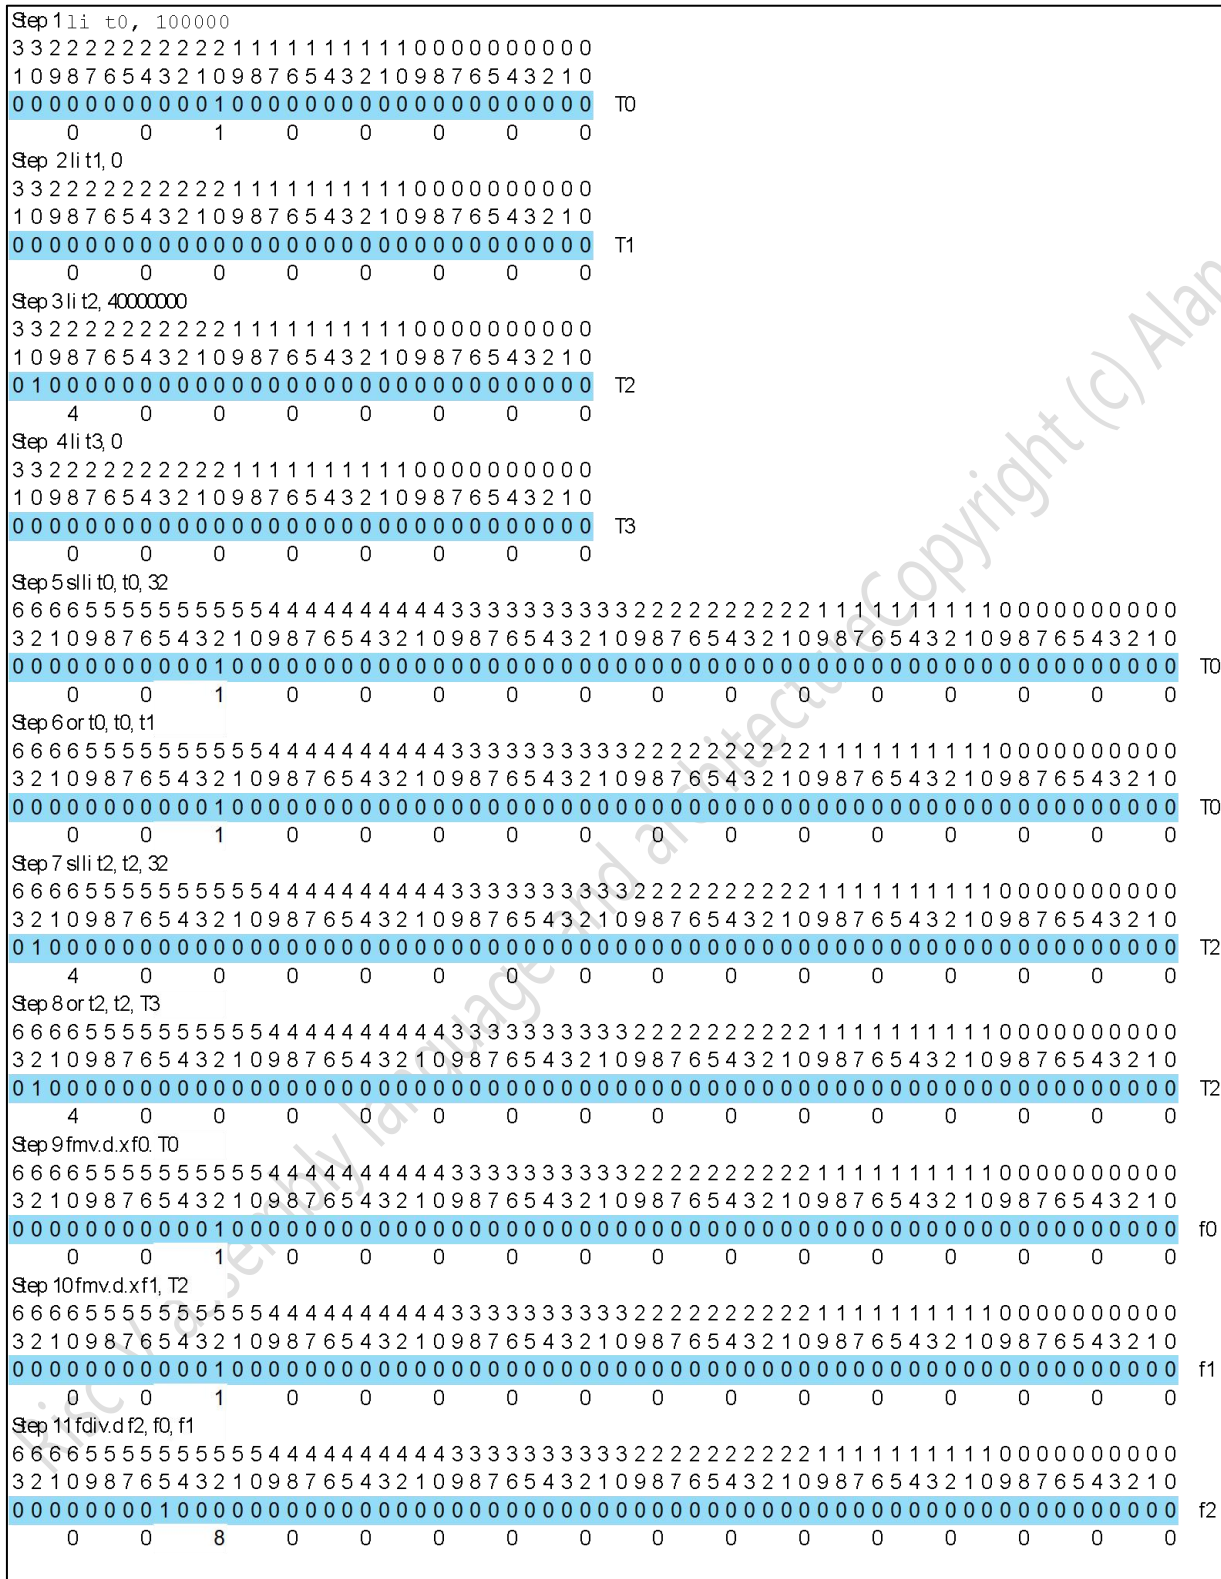 Step 1 li t0, 100000
3 3 2 2 2 2 2 2 2 2 2 2 1 1 1 1 1 1 1 1 1 1 0 0 0 0 0 0 0 0 0 0
1 0 9 8 7 6 5 4 3 2 1 0 9 8 7 6 5 4 3 2 1 0 9 8 7 6 5 4 3 2 1 0
0 0 0 0 0 0 0 0 0 0 0 1 0 0 0 0 0 0 0 0 0 0 0 0 0 0 0 0 0 0 0 0 T0
0 0 1 0 0 0 0 0
Step 2 li t1, 0
3 3 2 2 2 2 2 2 2 2 2 2 1 1 1 1 1 1 1 1 1 1 0 0 0 0 0 0 0 0 0 0
1 0 9 8 7 6 5 4 3 2 1 0 9 8 7 6 5 4 3 2 1 0 9 8 7 6 5 4 3 2 1 0
0 0 0 0 0 0 0 0 0 0 0 0 0 0 0 0 0 0 0 0 0 0 0 0 0 0 0 0 0 0 0 0 T1
0 0 0 0 0 0 0 0
Step 3 li t2, 40000000
3 3 2 2 2 2 2 2 2 2 2 2 1 1 1 1 1 1 1 1 1 1 0 0 0 0 0 0 0 0 0 0
1 0 9 8 7 6 5 4 3 2 1 0 9 8 7 6 5 4 3 2 1 0 9 8 7 6 5 4 3 2 1 0
0 1 0 0 0 0 0 0 0 0 0 0 0 0 0 0 0 0 0 0 0 0 0 0 0 0 0 0 0 0 0 0 T2
4 0 0 0 0 0 0 0
Step 4 li t3, 0
3 3 2 2 2 2 2 2 2 2 2 2 1 1 1 1 1 1 1 1 1 1 0 0 0 0 0 0 0 0 0 0
1 0 9 8 7 6 5 4 3 2 1 0 9 8 7 6 5 4 3 2 1 0 9 8 7 6 5 4 3 2 1 0
0 0 0 0 0 0 0 0 0 0 0 0 0 0 0 0 0 0 0 0 0 0 0 0 0 0 0 0 0 0 0 0 T3
0 0 0 0 0 0 0 0
Step 5 slli t0, t0, 32
6 6 6 6 5 5 5 5 5 5 5 5 5 5 4 4 4 4 4 4 4 4 4 4 3 3 3 3 3 3 3 3 3 3 2 2 2 2 2 2 2 2 2 2 1 1 1 1 1 1 1 1 1 1 0 0 0 0 0 0 0 0 0 0
3 2 1 0 9 8 7 6 5 4 3 2 1 0 9 8 7 6 5 4 3 2 1 0 9 8 7 6 5 4 3 2 1 0 9 8 7 6 5 4 3 2 1 0 9 8 7 6 5 4 3 2 1 0 9 8 7 6 5 4 3 2 1 0
0 0 0 0 0 0 0 0 0 0 0 1 0 0 0 0 0 0 0 0 0 0 0 0 0 0 0 0 0 0 0 0 0 0 0 0 0 0 0 0 0 0 0 0 0 0 0 0 0 0 0 0 0 0 0 0 0 0 0 0 0 0 0 0 T0
0 0 1 0 0 0 0 0 0 0 0 0 0 0 0 0
Step 6 or t0, t0, t1
6 6 6 6 5 5 5 5 5 5 5 5 5 5 4 4 4 4 4 4 4 4 4 4 3 3 3 3 3 3 3 3 3 3 2 2 2 2 2 2 2 2 2 2 1 1 1 1 1 1 1 1 1 1 0 0 0 0 0 0 0 0 0 0
3 2 1 0 9 8 7 6 5 4 3 2 1 0 9 8 7 6 5 4 3 2 1 0 9 8 7 6 5 4 3 2 1 0 9 8 7 6 5 4 3 2 1 0 9 8 7 6 5 4 3 2 1 0 9 8 7 6 5 4 3 2 1 0
0 0 0 0 0 0 0 0 0 0 0 1 0 0 0 0 0 0 0 0 0 0 0 0 0 0 0 0 0 0 0 0 0 0 0 0 0 0 0 0 0 0 0 0 0 0 0 0 0 0 0 0 0 0 0 0 0 0 0 0 0 0 0 0 T0
0 0 1 0 0 0 0 0 0 0 0 0 0 0 0 0
Step 7 slli t2, t2, 32
6 6 6 6 5 5 5 5 5 5 5 5 5 5 4 4 4 4 4 4 4 4 4 4 3 3 3 3 3 3 3 3 3 3 2 2 2 2 2 2 2 2 2 2 1 1 1 1 1 1 1 1 1 1 0 0 0 0 0 0 0 0 0 0
3 2 1 0 9 8 7 6 5 4 3 2 1 0 9 8 7 6 5 4 3 2 1 0 9 8 7 6 5 4 3 2 1 0 9 8 7 6 5 4 3 2 1 0 9 8 7 6 5 4 3 2 1 0 9 8 7 6 5 4 3 2 1 0
0 1 0 0 0 0 0 0 0 0 0 0 0 0 0 0 0 0 0 0 0 0 0 0 0 0 0 0 0 0 0 0 0 0 0 0 0 0 0 0 0 0 0 0 0 0 0 0 0 0 0 0 0 0 0 0 0 0 0 0 0 0 0 0 T2
4 0 0 0 0 0 0 0 0 0 0 0 0 0 0 0
Step 8 or t2, t2, T3
6 6 6 6 5 5 5 5 5 5 5 5 5 5 4 4 4 4 4 4 4 4 4 4 3 3 3 3 3 3 3 3 3 3 2 2 2 2 2 2 2 2 2 2 1 1 1 1 1 1 1 1 1 1 0 0 0 0 0 0 0 0 0 0
3 2 1 0 9 8 7 6 5 4 3 2 1 0 9 8 7 6 5 4 3 2 1 0 9 8 7 6 5 4 3 2 1 0 9 8 7 6 5 4 3 2 1 0 9 8 7 6 5 4 3 2 1 0 9 8 7 6 5 4 3 2 1 0
0 1 0 0 0 0 0 0 0 0 0 0 0 0 0 0 0 0 0 0 0 0 0 0 0 0 0 0 0 0 0 0 0 0 0 0 0 0 0 0 0 0 0 0 0 0 0 0 0 0 0 0 0 0 0 0 0 0 0 0 0 0 0 0 T2
4 0 0 0 0 0 0 0 0 0 0 0 0 0 0 0
Step 9 fmv.d.x f0. T0
6 6 6 6 5 5 5 5 5 5 5 5 5 5 4 4 4 4 4 4 4 4 4 4 3 3 3 3 3 3 3 3 3 3 2 2 2 2 2 2 2 2 2 2 1 1 1 1 1 1 1 1 1 1 0 0 0 0 0 0 0 0 0 0
3 2 1 0 9 8 7 6 5 4 3 2 1 0 9 8 7 6 5 4 3 2 1 0 9 8 7 6 5 4 3 2 1 0 9 8 7 6 5 4 3 2 1 0 9 8 7 6 5 4 3 2 1 0 9 8 7 6 5 4 3 2 1 0
0 0 0 0 0 0 0 0 0 0 0 1 0 0 0 0 0 0 0 0 0 0 0 0 0 0 0 0 0 0 0 0 0 0 0 0 0 0 0 0 0 0 0 0 0 0 0 0 0 0 0 0 0 0 0 0 0 0 0 0 0 0 0 0 f0
0 0 1 0 0 0 0 0 0 0 0 0 0 0 0 0
Step 10 fmv.d.x f1, T2
6 6 6 6 5 5 5 5 5 5 5 5 5 5 4 4 4 4 4 4 4 4 4 4 3 3 3 3 3 3 3 3 3 3 2 2 2 2 2 2 2 2 2 2 1 1 1 1 1 1 1 1 1 1 0 0 0 0 0 0 0 0 0 0
3 2 1 0 9 8 7 6 5 4 3 2 1 0 9 8 7 6 5 4 3 2 1 0 9 8 7 6 5 4 3 2 1 0 9 8 7 6 5 4 3 2 1 0 9 8 7 6 5 4 3 2 1 0 9 8 7 6 5 4 3 2 1 0
0 0 0 0 0 0 0 0 0 0 0 1 0 0 0 0 0 0 0 0 0 0 0 0 0 0 0 0 0 0 0 0 0 0 0 0 0 0 0 0 0 0 0 0 0 0 0 0 0 0 0 0 0 0 0 0 0 0 0 0 0 0 0 0 f1
0 0 1 0 0 0 0 0 0 0 0 0 0 0 0 0
Step 11 fdiv.d f2, f0, f1
6 6 6 6 5 5 5 5 5 5 5 5 5 5 4 4 4 4 4 4 4 4 4 4 3 3 3 3 3 3 3 3 3 3 2 2 2 2 2 2 2 2 2 2 1 1 1 1 1 1 1 1 1 1 0 0 0 0 0 0 0 0 0 0
3 2 1 0 9 8 7 6 5 4 3 2 1 0 9 8 7 6 5 4 3 2 1 0 9 8 7 6 5 4 3 2 1 0 9 8 7 6 5 4 3 2 1 0 9 8 7 6 5 4 3 2 1 0 9 8 7 6 5 4 3 2 1 0
0 0 0 0 0 0 0 0 1 0 0 0 0 0 0 0 0 0 0 0 0 0 0 0 0 0 0 0 0 0 0 0 0 0 0 0 0 0 0 0 0 0 0 0 0 0 0 0 0 0 0 0 0 0 0 0 0 0 0 0 0 0 0 0 f2
0 0 8 0 0 0 0 0 0 0 0 0 0 0 0 0
Risc V assembly language and architectureCopyright (c) Alan